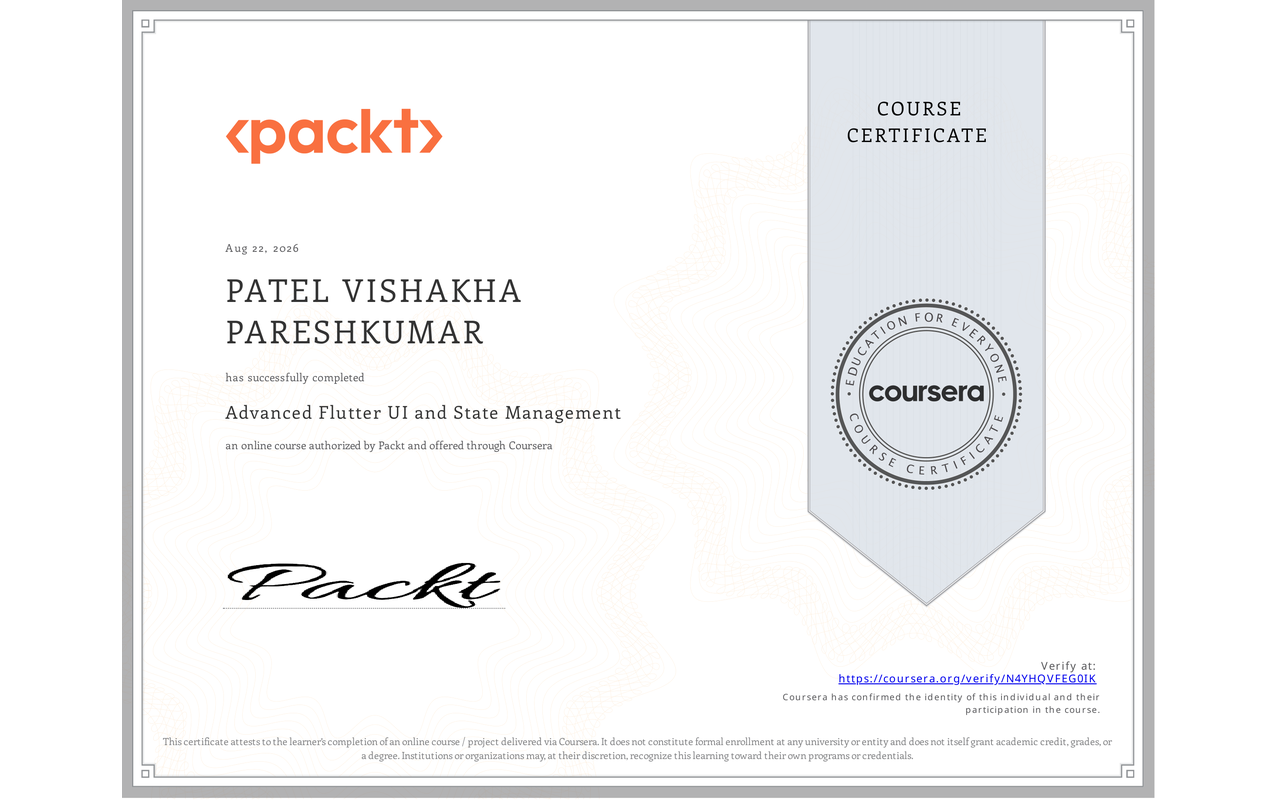 <packt>
COURSE
CERTIFICATE
Aug 22, 2026
PATEL VISHAKHA
PARESHKUMAR
has successfully completed
Advanced Flutter UI and State Management
an online course authorized by Packt and offered through Coursera
EDUCATION FOR EVERYONE
coursera
COURSE CERTIFICATE
Packt
Verify at:
https://coursera.org/verify/N4YHQVFEG0IK
Coursera has confirmed the identity of this individual and their
participation in the course.
This certificate attests to the learner's completion of an online course / project delivered via Coursera. It does not constitute formal enrollment at any university or entity and does not itself grant academic credit, grades, or
a degree. Institutions or organizations may, at their discretion, recognize this learning toward their own programs or credentials.